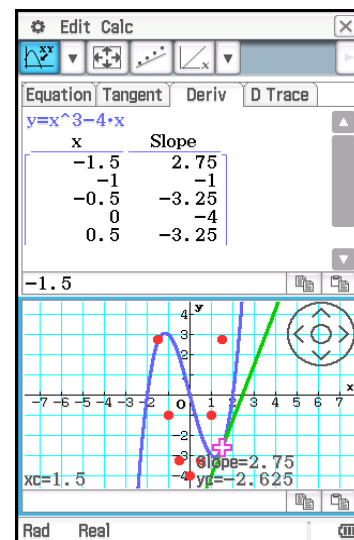 Edit Calc
Equation Tangent Deriv D Trace
y=x^3-4·x
x Slope
-1.5 2.75
-1 -1
-0.5 -3.25
0 -4
0.5 -3.25
-1.5
y
4
3
2
-7 -6 -5 -4 -3 -2 -1 0 1 2 3 4 5 6 7 x
-2
-3
-4
Slope=2.75
xc=1.5 yc=-2.625
Rad Real